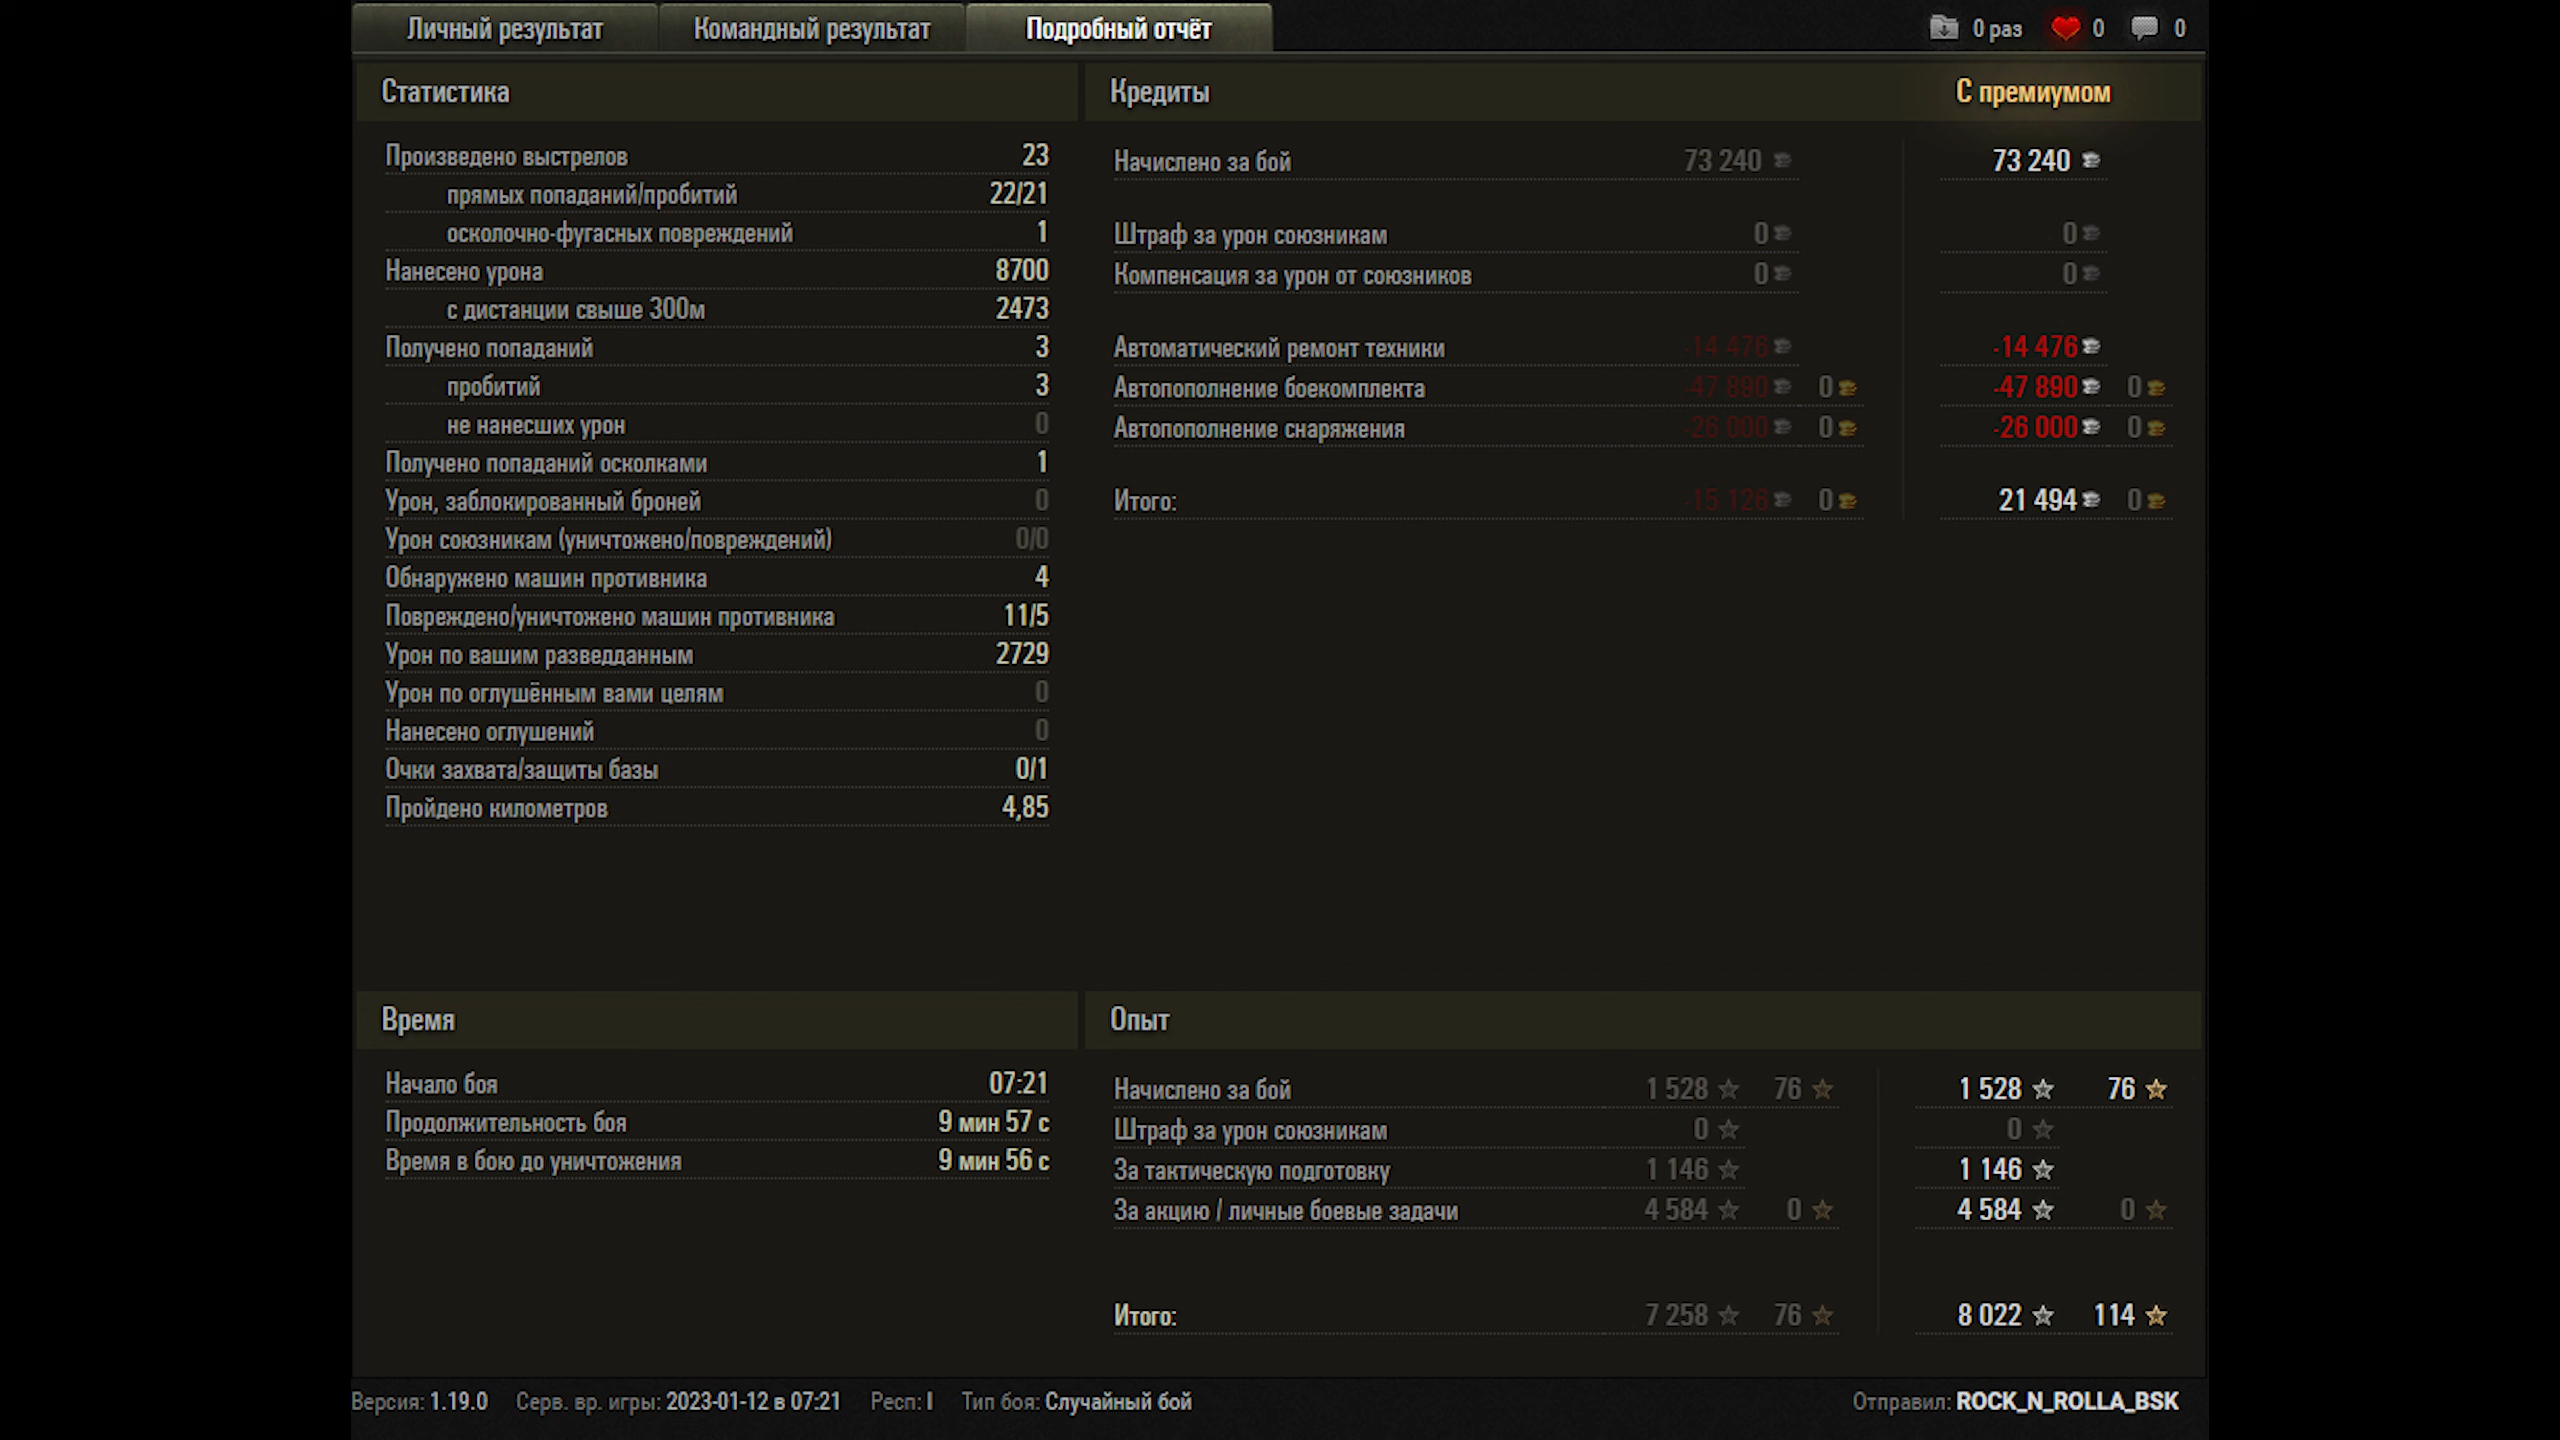 Личный результат Командный результат Подробный отчёт 0 раз 0 0
Статистика
Произведено выстрелов 23
прямых попаданий/пробитий 22/21
осколочно-фугасных повреждений 1
Нанесено урона 8700
с дистанции свыше 300м 2473
Получено попаданий 3
пробитий 3
не нанесших урон 0
Получено попаданий осколками 1
Урон, заблокированный броней 0
Урон союзникам (уничтожено/повреждений) 0/0
Обнаружено машин противника 4
Повреждено/уничтожено машин противника 11/5
Урон по вашим разведданным 2729
Урон по оглушённым вами целям 0
Нанесено оглушений 0
Очки захвата/защиты базы 0/1
Пройдено километров 4,85
Кредиты С премиумом
Начислено за бой 73 240 73 240
Штраф за урон союзникам 0 0
Компенсация за урон от союзников 0 0
Автоматический ремонт техники -14 476 -14 476
Автопополнение боекомплекта -47 890 0 -47 890 0
Автопополнение снаряжения -26 000 0 -26 000 0
Итого: -15 126 0 21 494 0
Время
Начало боя 07:21
Продолжительность боя 9 мин 57 с
Время в бою до уничтожения 9 мин 56 с
Опыт
Начислено за бой 1 528 76 1 528 76
Штраф за урон союзникам 0 0
За тактическую подготовку 1 146 1 146
За акцию / личные боевые задачи 4 584 0 4 584 0
Итого: 7 258 76 8 022 114
Версия: 1.19.0 Серв. вр. игры: 2023-01-12 в 07:21 Респ: I Тип боя: Случайный бой Отправил: ROCK_N_ROLLA_BSK